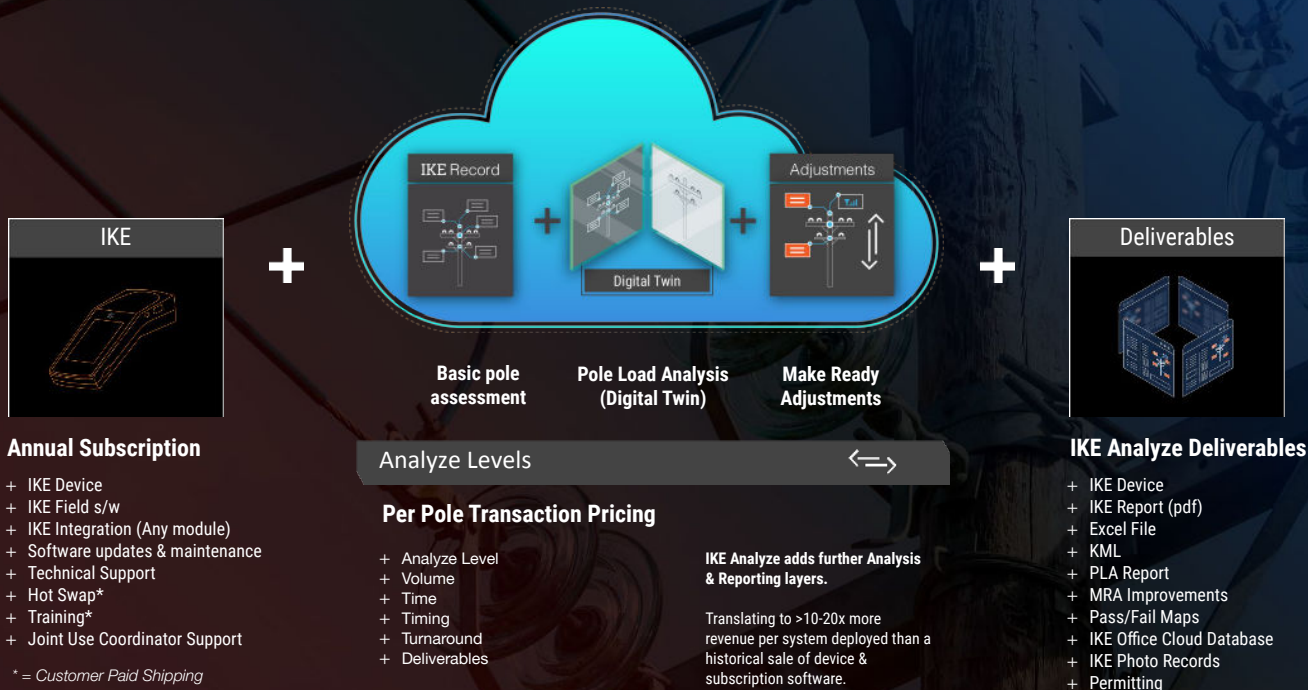 IKE Record
Digital Twin
Adjustments
IKE
Deliverables
Basic pole
assessment
Pole Load Analysis
(Digital Twin)
Make Ready
Adjustments
Annual Subscription
+ IKE Device
+ IKE Field s/w
+ IKE Integration (Any module)
+ Software updates & maintenance
+ Technical Support
+ Hot Swap*
+ Training*
+ Joint Use Coordinator Support
* = Customer Paid Shipping
Analyze Levels
Per Pole Transaction Pricing
+ Analyze Level
+ Volume
+ Time
+ Timing
+ Turnaround
+ Deliverables
IKE Analyze adds further Analysis
& Reporting layers.
Translating to >10-20x more
revenue per system deployed than a
historical sale of device &
subscription software.
IKE Analyze Deliverables
+ IKE Device
+ IKE Report (pdf)
+ Excel File
+ KML
+ PLA Report
+ MRA Improvements
+ Pass/Fail Maps
+ IKE Office Cloud Database
+ IKE Photo Records
+ Permitting